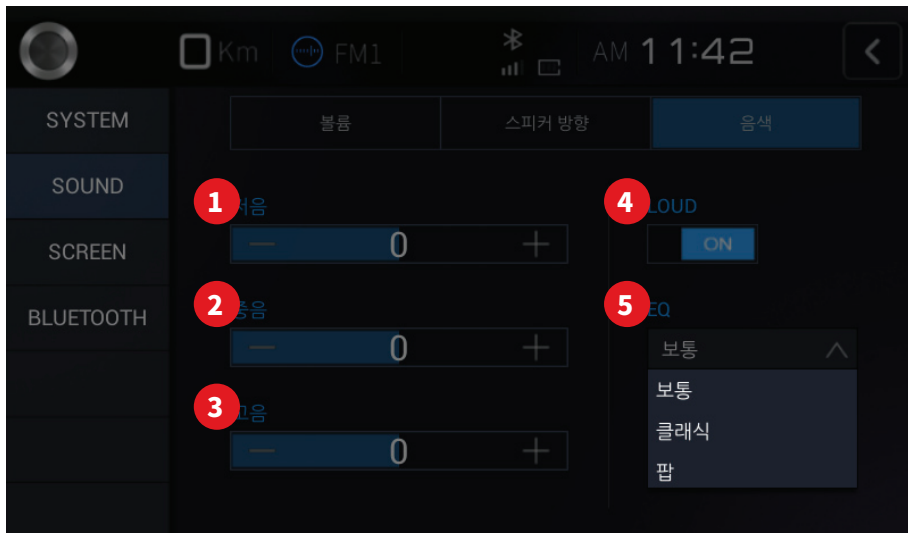 0 Km FM1 AM 11:42
SYSTEM
SOUND
SCREEN
BLUETOOTH
볼륨 스피커 방향 음색
1 저음
− 0 +
2 중음
− 0 +
3 고음
− 0 +
4 LOUD
ON
5 EQ
보통
보통
클래식
팝